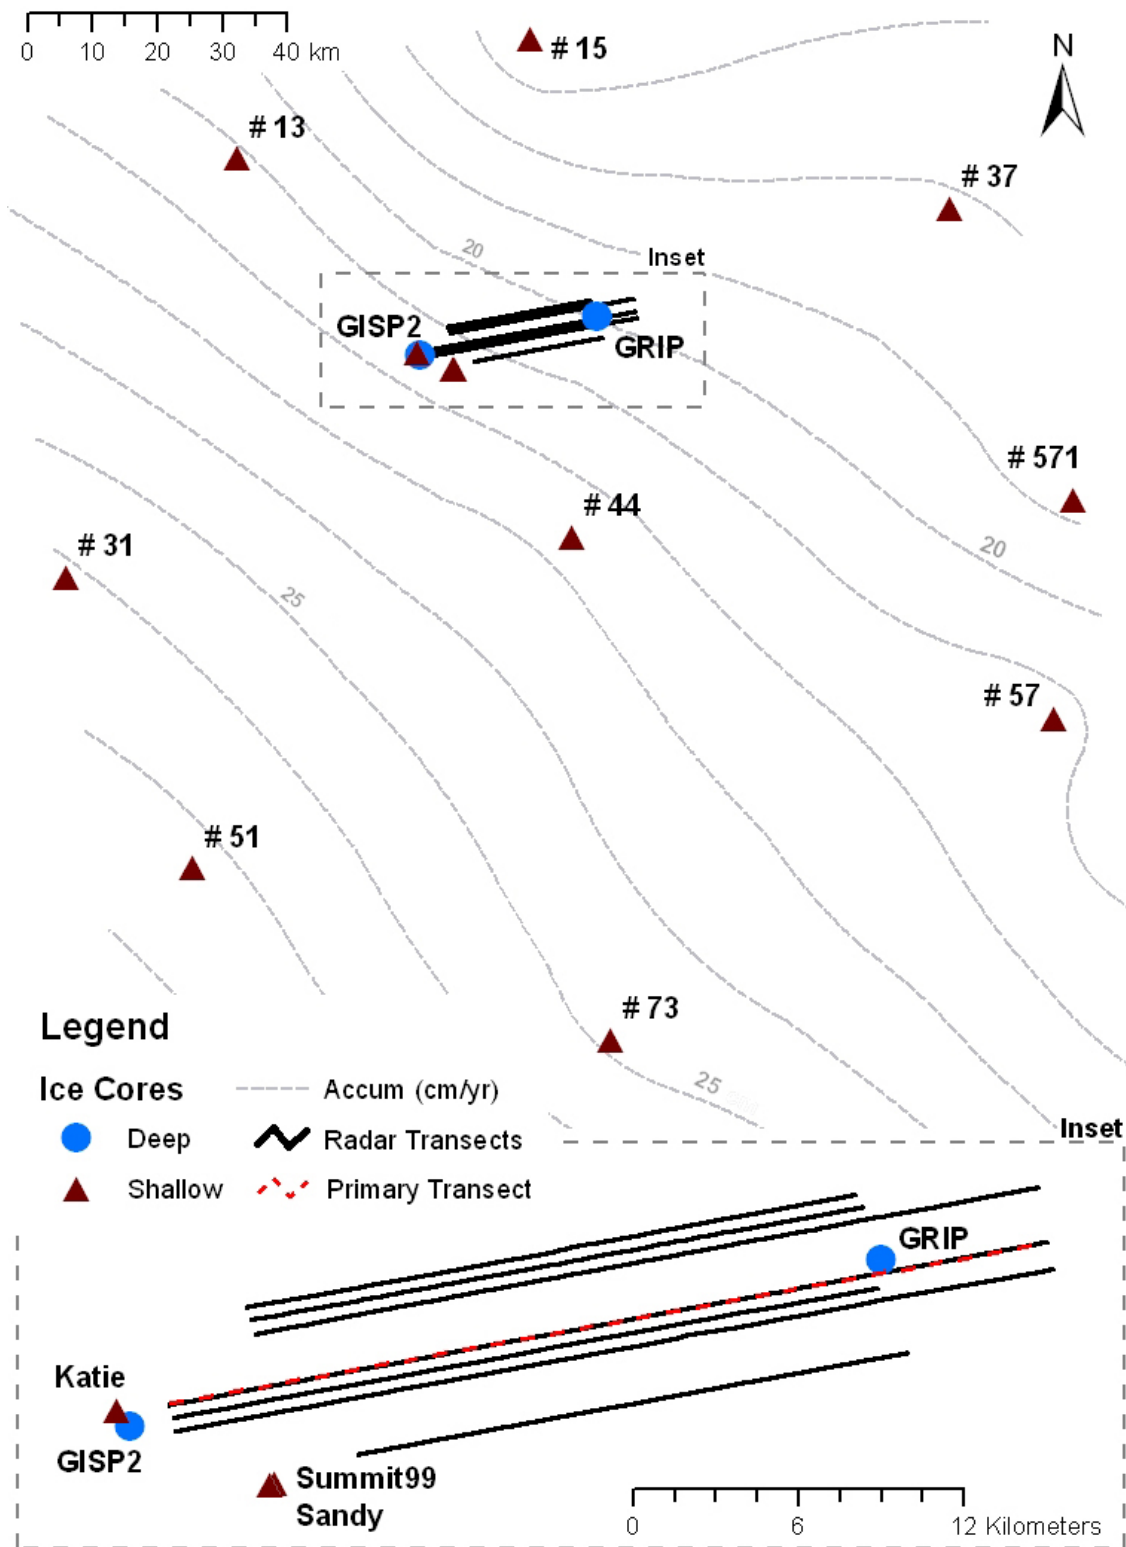 0 10 20 30 40 km
# 15
N
# 13
# 37
20
Inset
GISP2
GRIP
# 571
# 44
# 31
20
25
# 57
# 51
# 73
Legend
25
Ice Cores
Accum (cm/yr)
Deep
Radar Transects
Inset
Shallow
Primary Transect
GRIP
Katie
GISP2
Summit99
Sandy
0 6 12 Kilometers